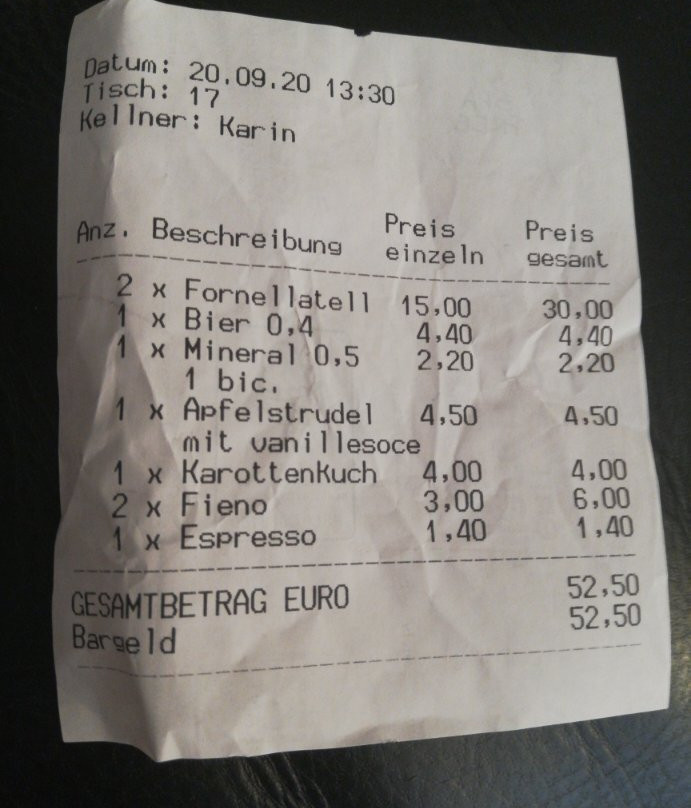 Datum: 20.09.20 13:30
Tisch: 17
Kellner: Karin
Anz. Beschreibung Preis einzeln Preis gesamt
2 x Fornellatell 15,00 30,00
1 x Bier 0,4 4,40 4,40
1 x Mineral 0,5 2,20 2,20
1 bic.
1 x Apfelstrudel 4,50 4,50
mit vanillesoce
1 x Karottenkuch 4,00 4,00
2 x Fieno 3,00 6,00
1 x Espresso 1,40 1,40
GESAMTBETRAG EURO 52,50
Bargeld 52,50